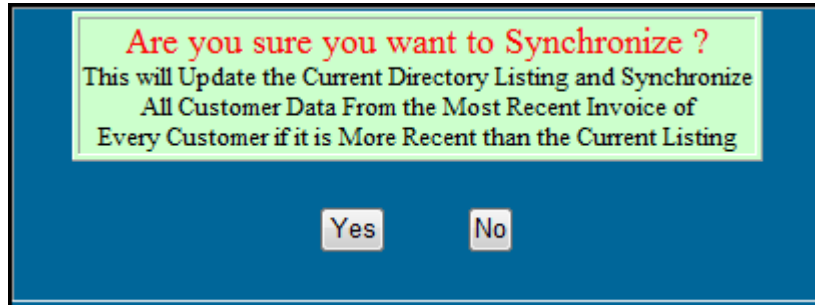 Are you sure you want to Synchronize ?
This will Update the Current Directory Listing and Synchronize
All Customer Data From the Most Recent Invoice of
Every Customer if it is More Recent than the Current Listing
Yes No